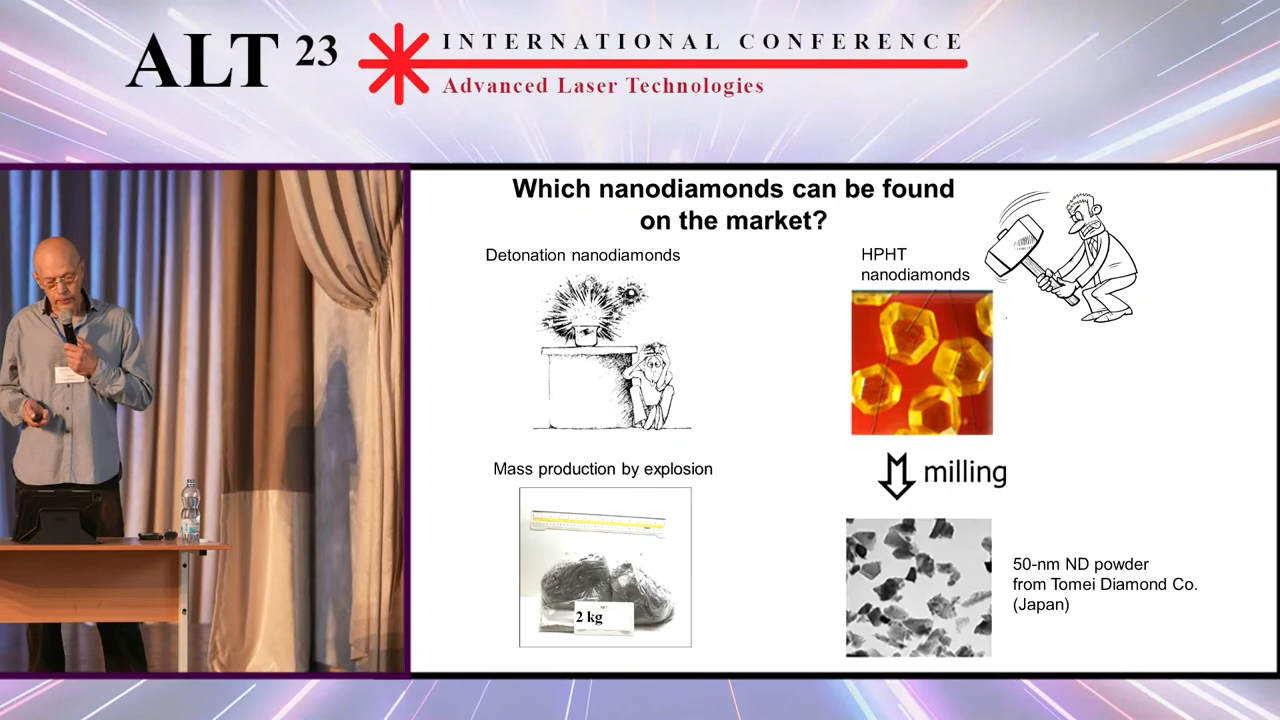 ALT 23
INTERNATIONAL CONFERENCE
Advanced Laser Technologies
Which nanodiamonds can be found
on the market?
Detonation nanodiamonds
HPHT
nanodiamonds
Mass production by explosion
milling
2 kg
50-nm ND powder
from Tomei Diamond Co.
(Japan)